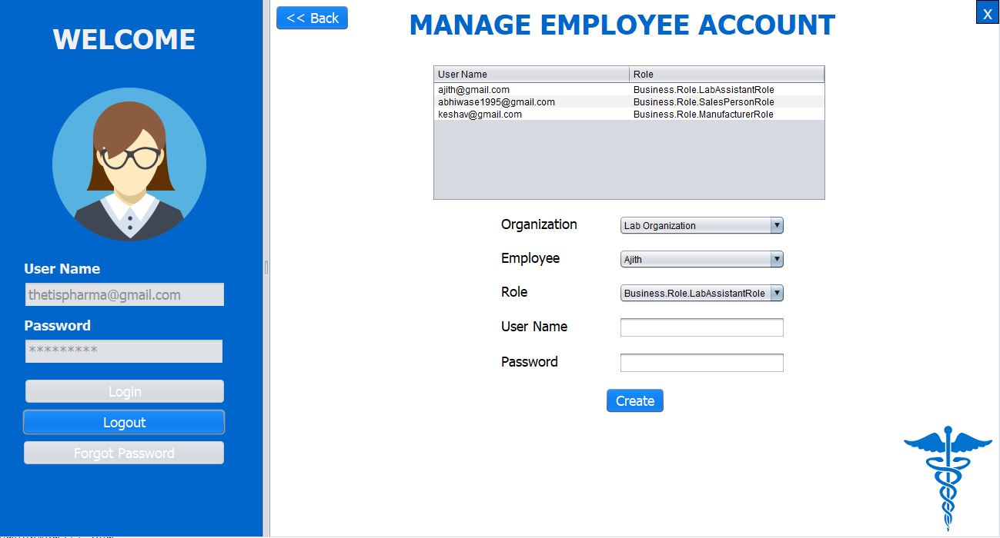 WELCOME
User Name
thetispharma@gmail.com
Password
*********
Login
Logout
Forgot Password
<< Back
MANAGE EMPLOYEE ACCOUNT
X
User Name Role
ajith@gmail.com Business.Role.LabAssistantRole
abhiwase1995@gmail.com Business.Role.SalesPersonRole
keshav@gmail.com Business.Role.ManufacturerRole
Organization Lab Organization
Employee Ajith
Role Business.Role.LabAssistantRole
User Name
Password
Create